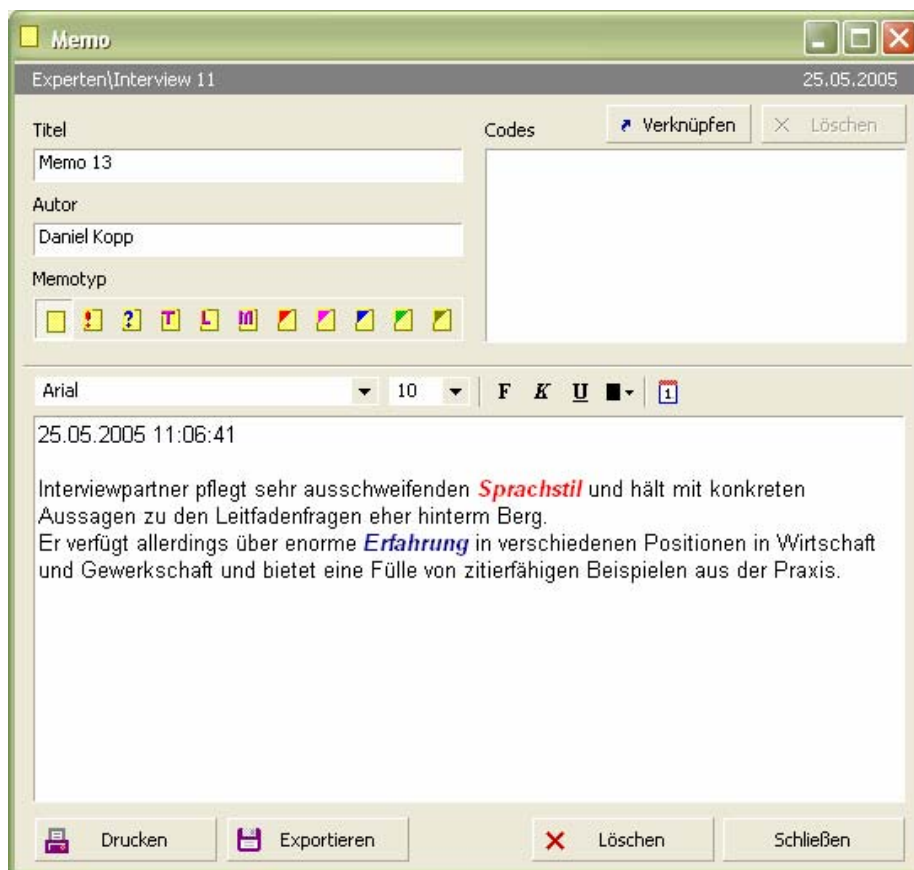 Memo
Experten\Interview 11 25.05.2005
Titel
Memo 13
Autor
Daniel Kopp
Memotyp
! ? T L M
Codes Verknüpfen Löschen
Arial 10 F K U 1
25.05.2005 11:06:41
Interviewpartner pflegt sehr ausschweifenden Sprachstil und hält mit konkreten
Aussagen zu den Leitfadenfragen eher hinterm Berg.
Er verfügt allerdings über enorme Erfahrung in verschiedenen Positionen in Wirtschaft
und Gewerkschaft und bietet eine Fülle von zitierfähigen Beispielen aus der Praxis.
Drucken Exportieren Löschen Schließen